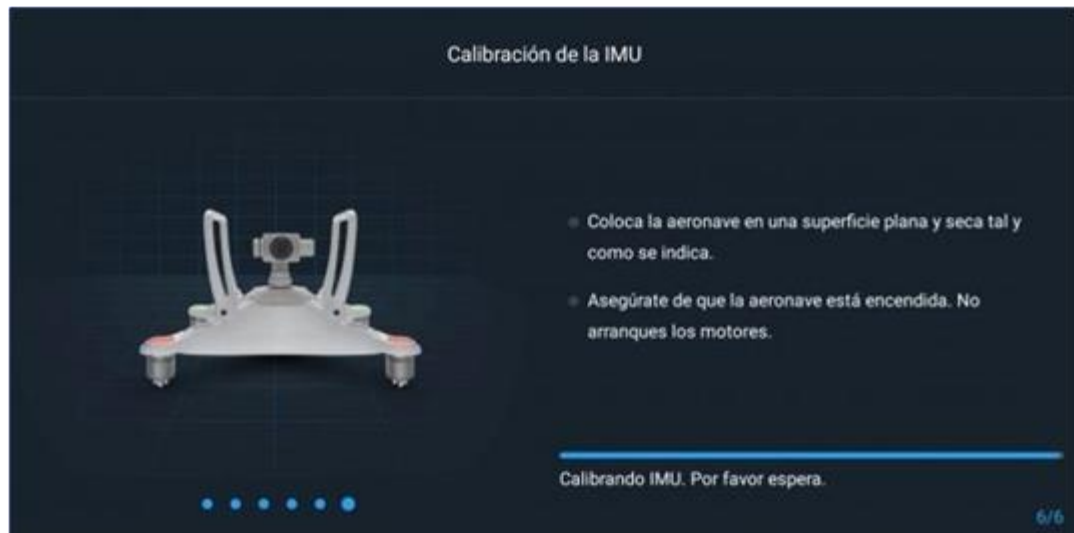 Calibración de la IMU
Coloca la aeronave en una superficie plana y seca tal y
como se indica.
Asegúrate de que la aeronave está encendida. No
arranques los motores.
Calibrando IMU. Por favor espera.
6/6